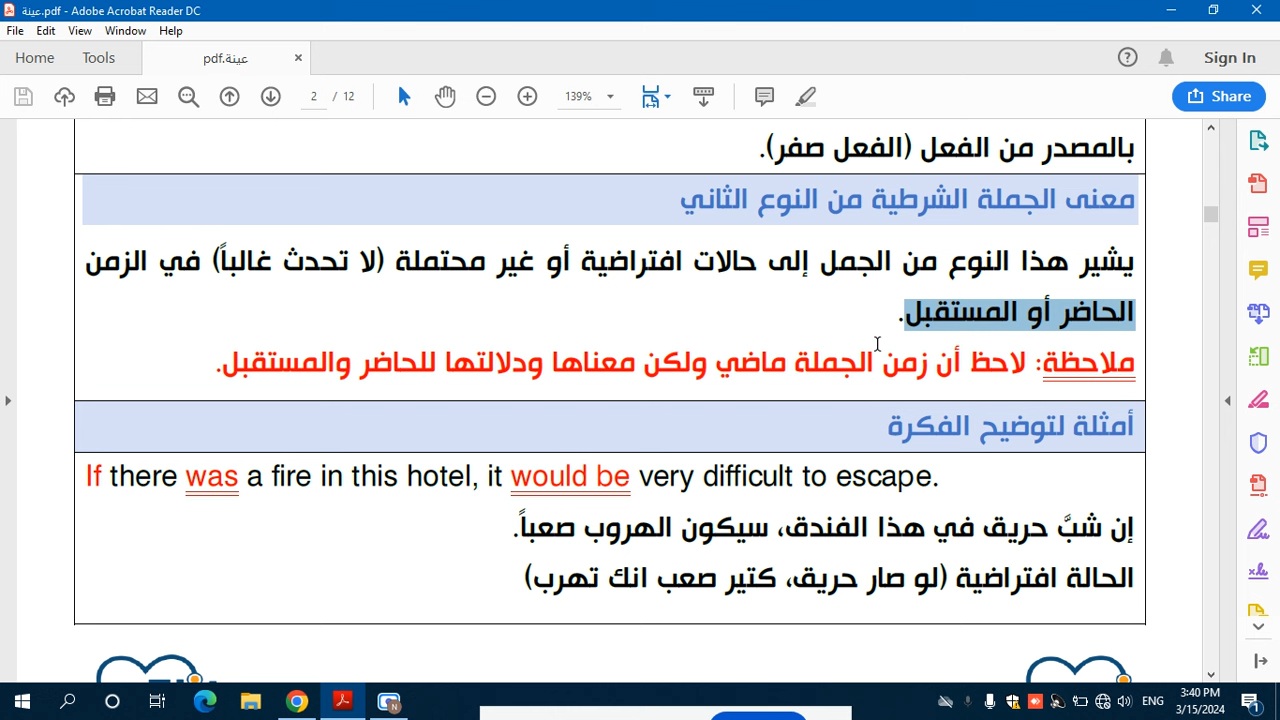 عينة.pdf - Adobe Acrobat Reader DC
File Edit View Window Help
Home Tools عينة.pdf Sign In
2 / 12 139% Share
بالمصدر من الفعل (الفعل صفر).
معنى الجملة الشرطية من النوع الثاني
يشير هذا النوع من الجمل إلى حالات افتراضية أو غير محتملة (لا تحدث غالباً) في الزمن
الحاضر أو المستقبل.
ملاحظة: لاحظ أن زمن الجملة ماضي ولكن معناها ودلالتها للحاضر والمستقبل.
أمثلة لتوضيح الفكرة
If there was a fire in this hotel, it would be very difficult to escape.
إن شبَّ حريق في هذا الفندق، سيكون الهروب صعباً.
الحالة افتراضية (لو صار حريق، كتير صعب انك تهرب)
ENG
3:40 PM
3/15/2024